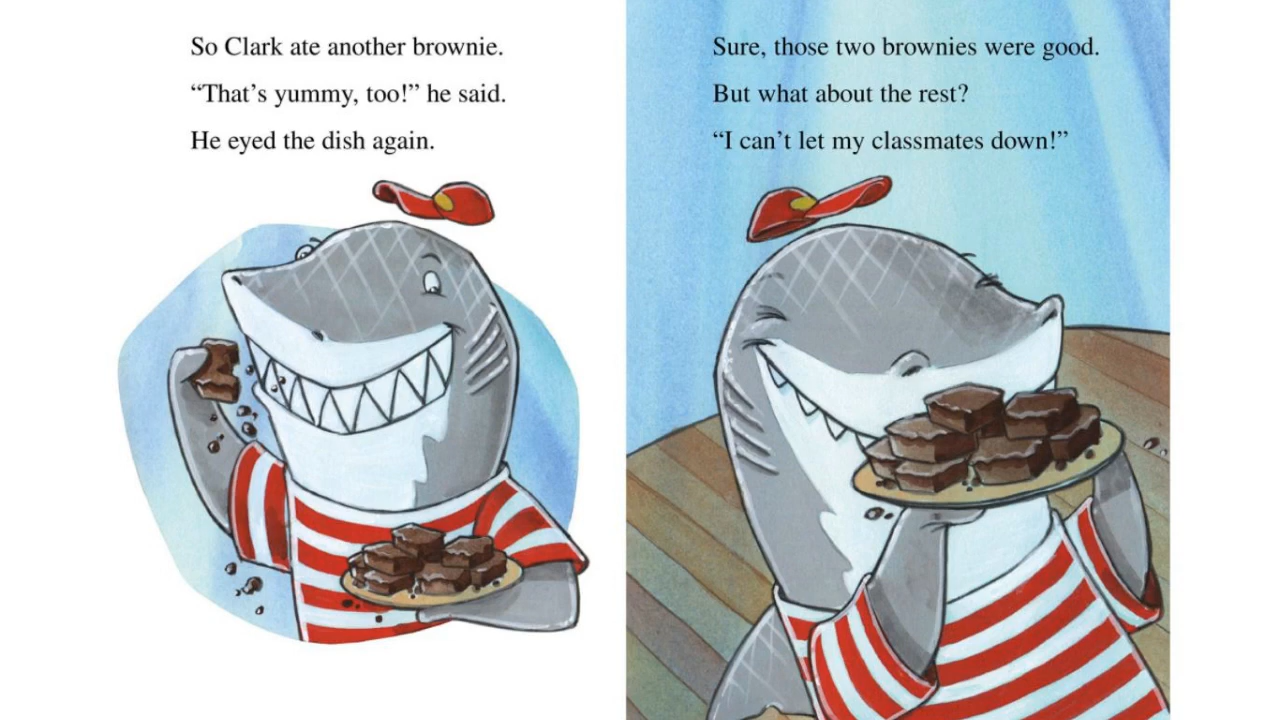 So Clark ate another brownie.
“That’s yummy, too!” he said.
He eyed the dish again.
Sure, those two brownies were good.
But what about the rest?
“I can’t let my classmates down!”